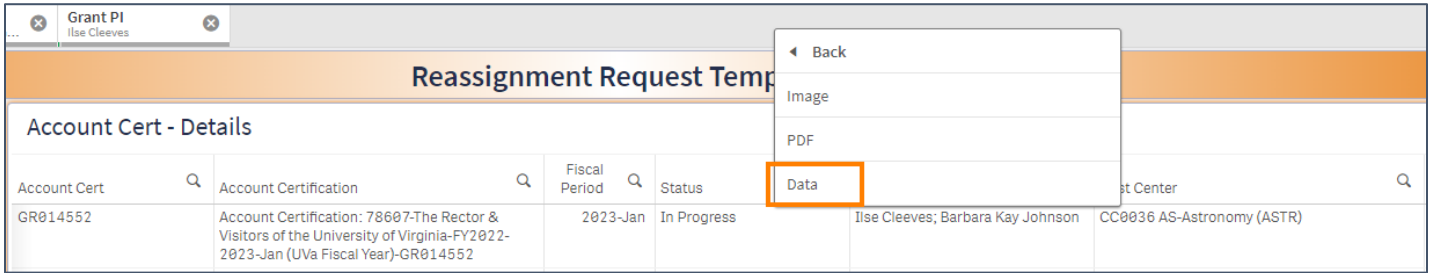 ...
Grant PI
Ilse Cleeves
Reassignment Request Temp
Back
Image
PDF
Data
Account Cert - Details
Account Cert
Account Certification
Fiscal
Period
Status
st Center
GR014552
Account Certification: 78607-The Rector &
Visitors of the University of Virginia-FY2022-
2023-Jan (UVa Fiscal Year)-GR014552
2023-Jan
In Progress
Ilse Cleeves; Barbara Kay Johnson
CC0036 AS-Astronomy (ASTR)